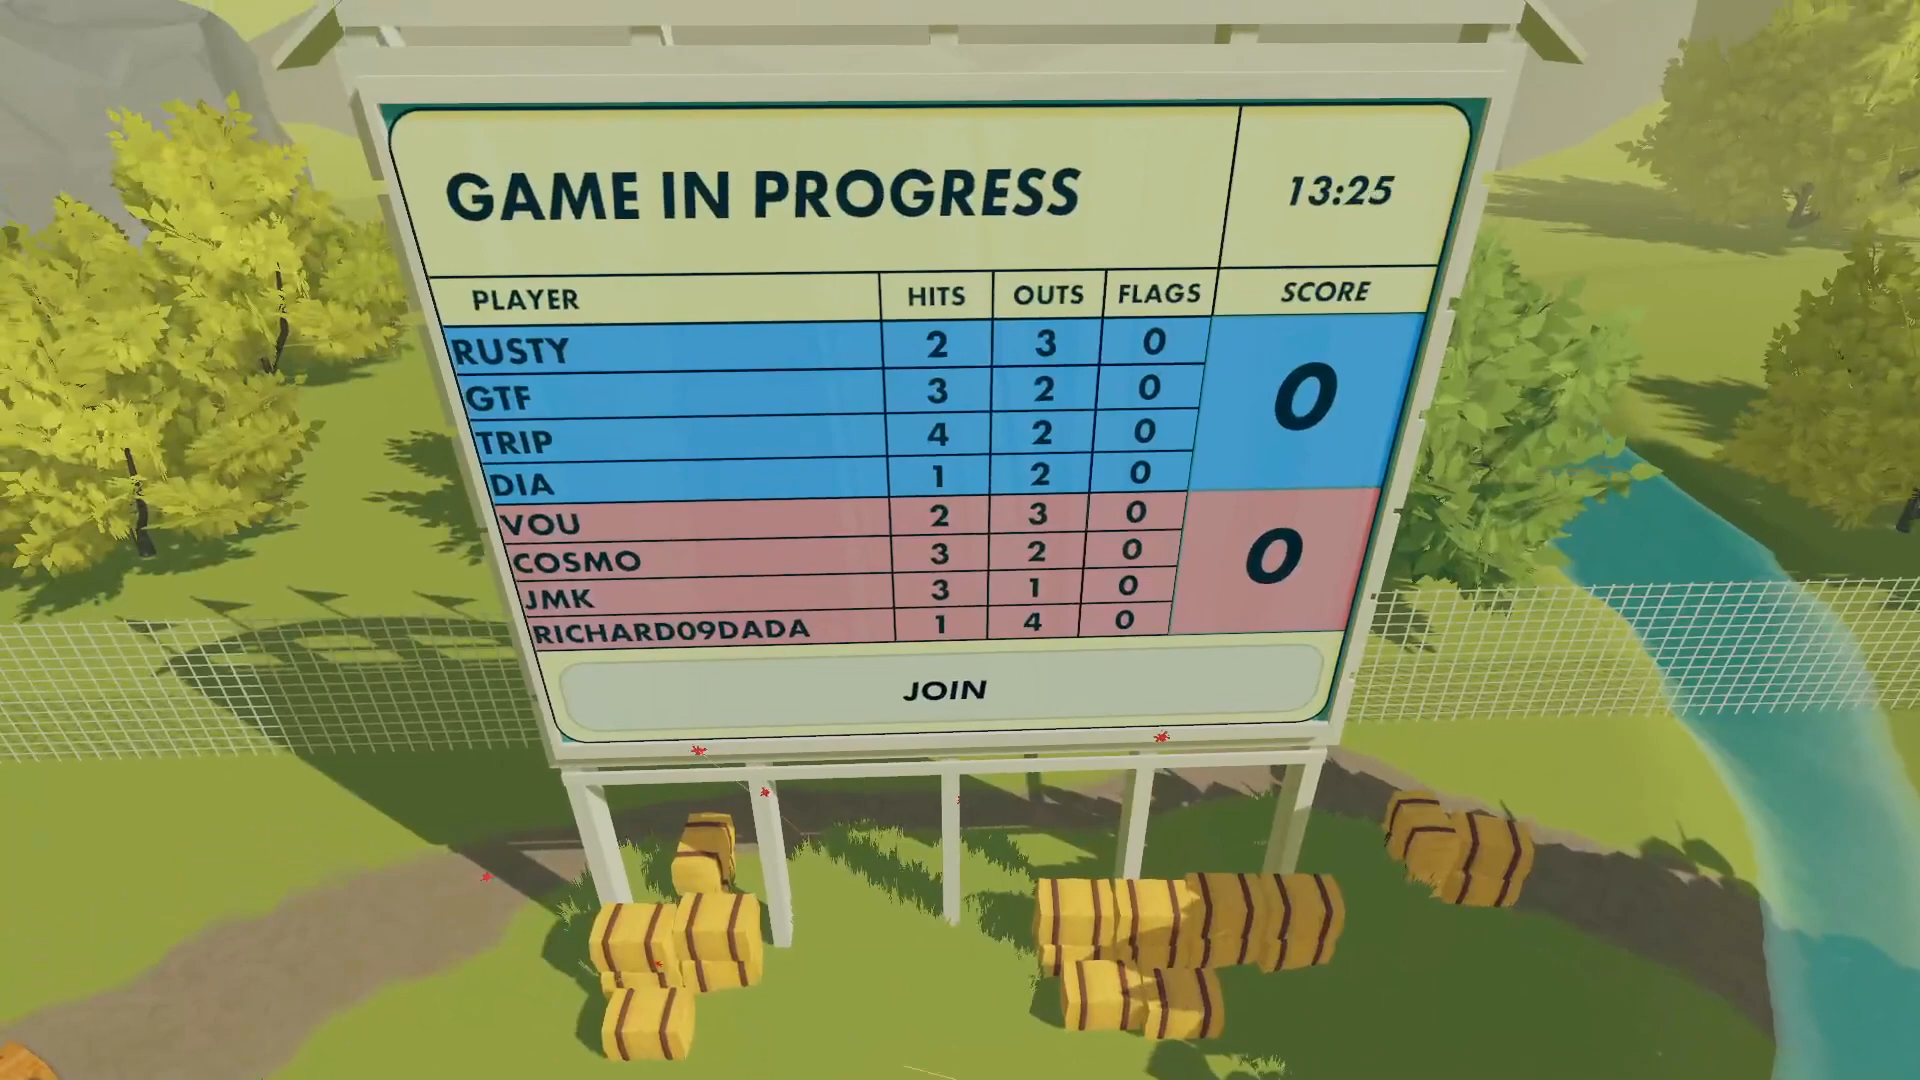 GAME IN PROGRESS 13:25
PLAYER HITS OUTS FLAGS SCORE
RUSTY 2 3 0 0
GTF 3 2 0
TRIP 4 2 0
DIA 1 2 0
VOU 2 3 0 0
COSMO 3 2 0
JMK 3 1 0
RICHARD09DADA 1 4 0
JOIN